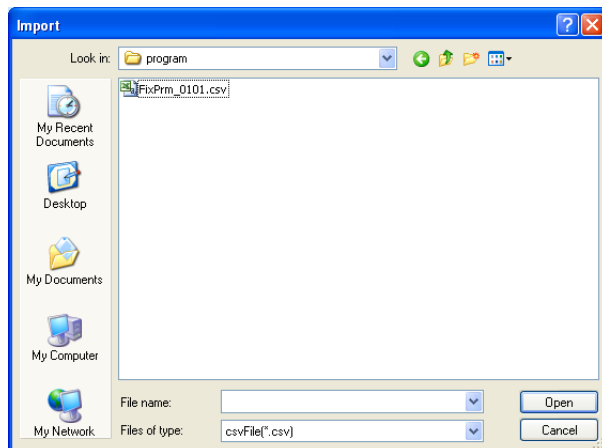 Import
Look in:
program
FixPrm_0101.csv
My Recent
Documents
Desktop
My Documents
My Computer
My Network
File name:
Open
Files of type:
csvFile(*.csv)
Cancel